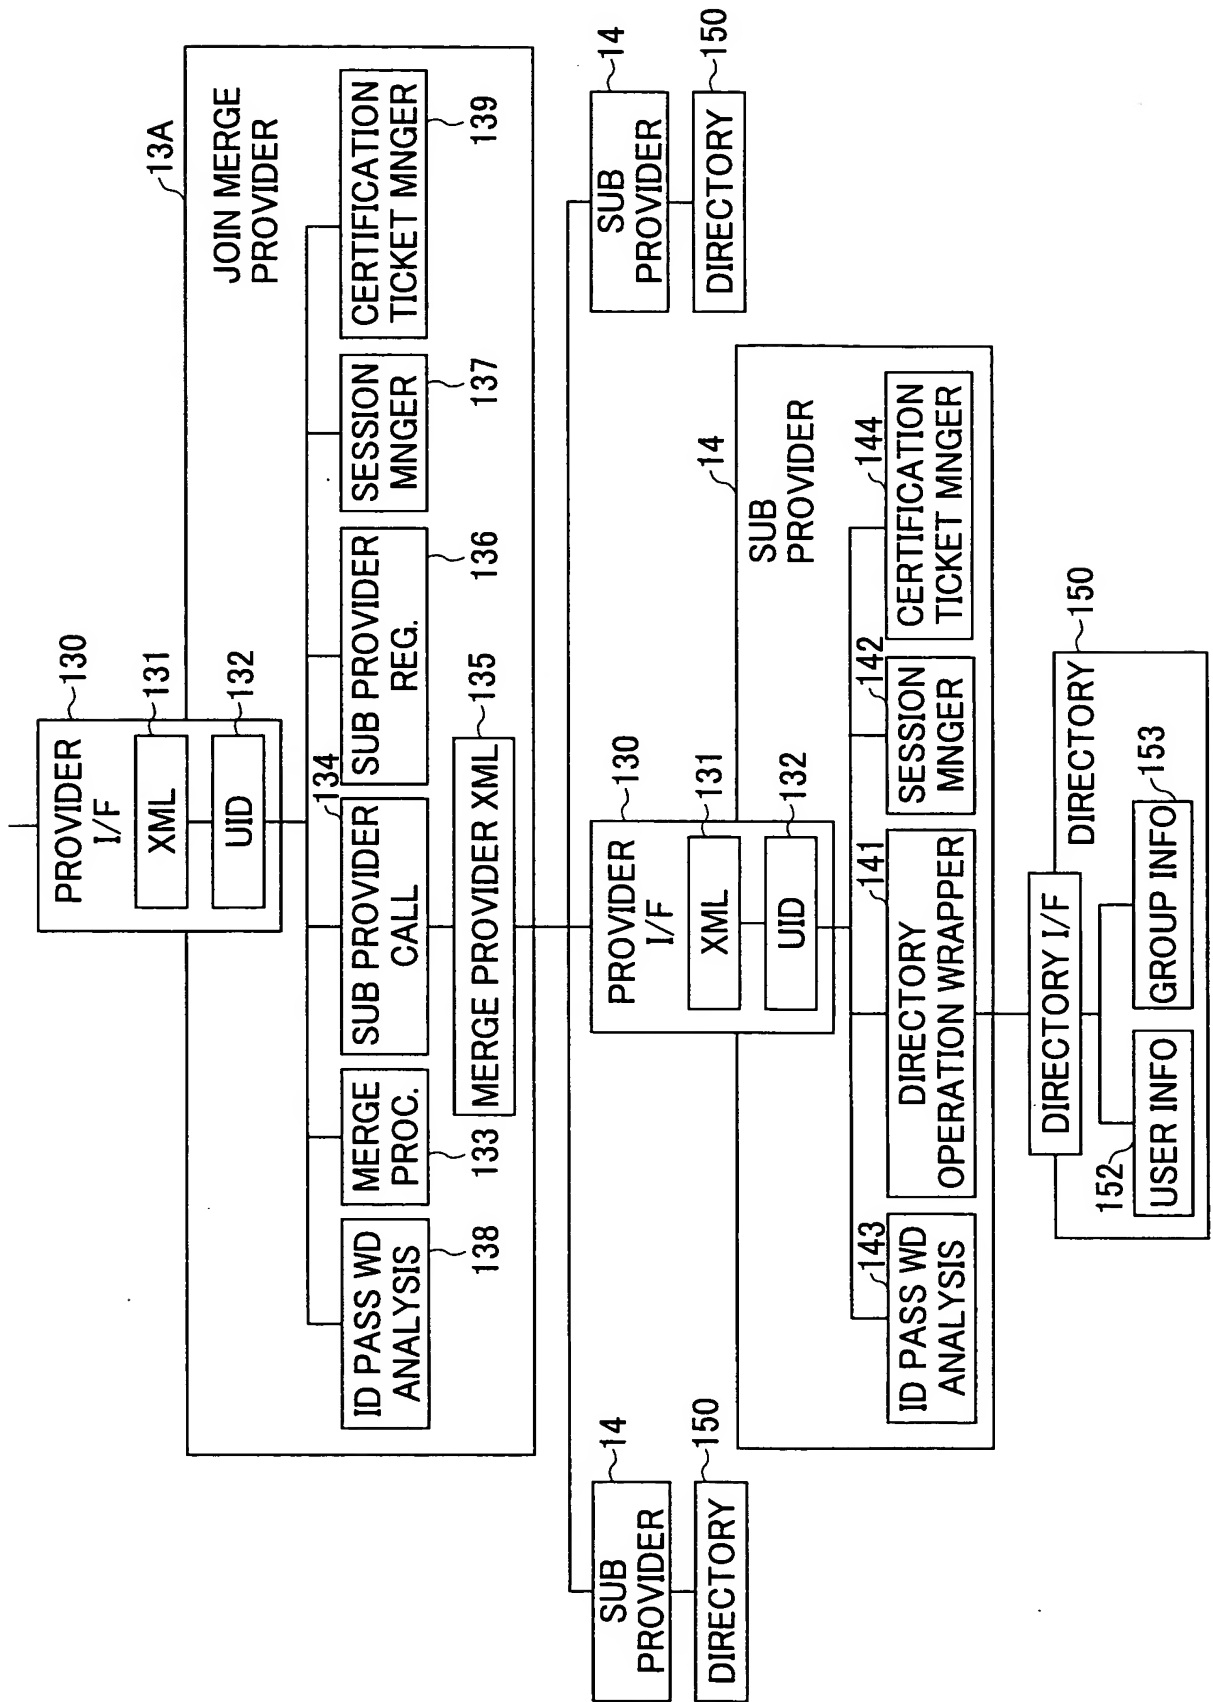 130
PROVIDER
I/F
131
XML
132
UID
13A
JOIN MERGE
PROVIDER
ID PASS WD
ANALYSIS
138
MERGE
PROC.
133
134
SUB PROVIDER
CALL
SUB PROVIDER
REG.
136
SESSION
MNGER
137
CERTIFICATION
TICKET MNGER
139
MERGE PROVIDER XML
135
14
SUB
PROVIDER
150
DIRECTORY
130
PROVIDER
I/F
131
XML
132
UID
14
SUB
PROVIDER
150
DIRECTORY
14
SUB
PROVIDER
143
ID PASS WD
ANALYSIS
141
DIRECTORY
OPERATION WRAPPER
142
SESSION
MNGER
144
CERTIFICATION
TICKET MNGER
150
DIRECTORY
DIRECTORY I/F
152
USER INFO
153
GROUP INFO